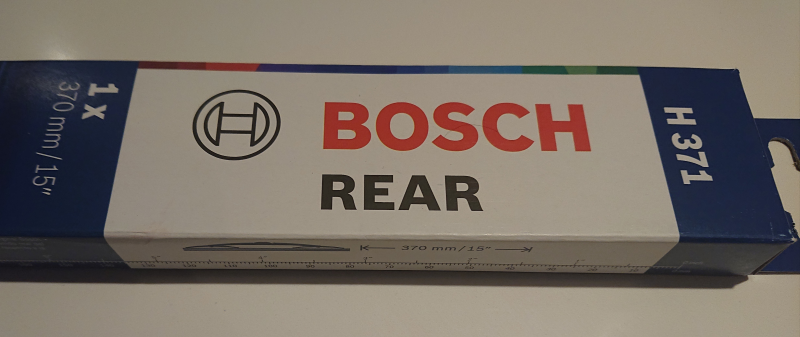 1 x
370 mm/15"
BOSCH
REAR
H 371
370 mm/15"